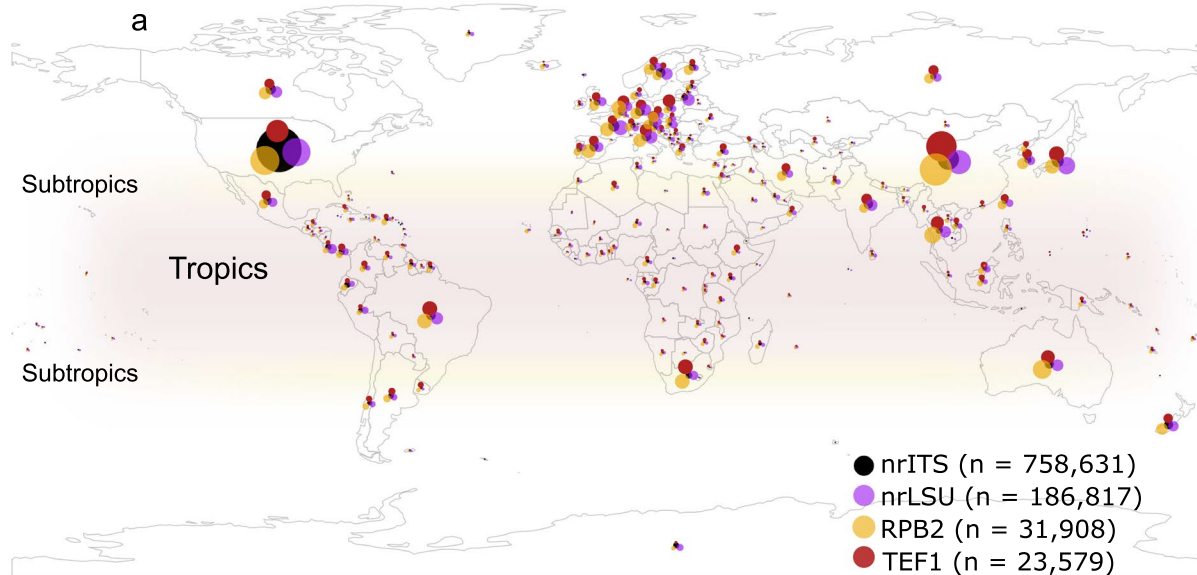 a
Subtropics
Tropics
Subtropics
nrITS (n = 758,631)
nrLSU (n = 186,817)
RPB2 (n = 31,908)
TEF1 (n = 23,579)